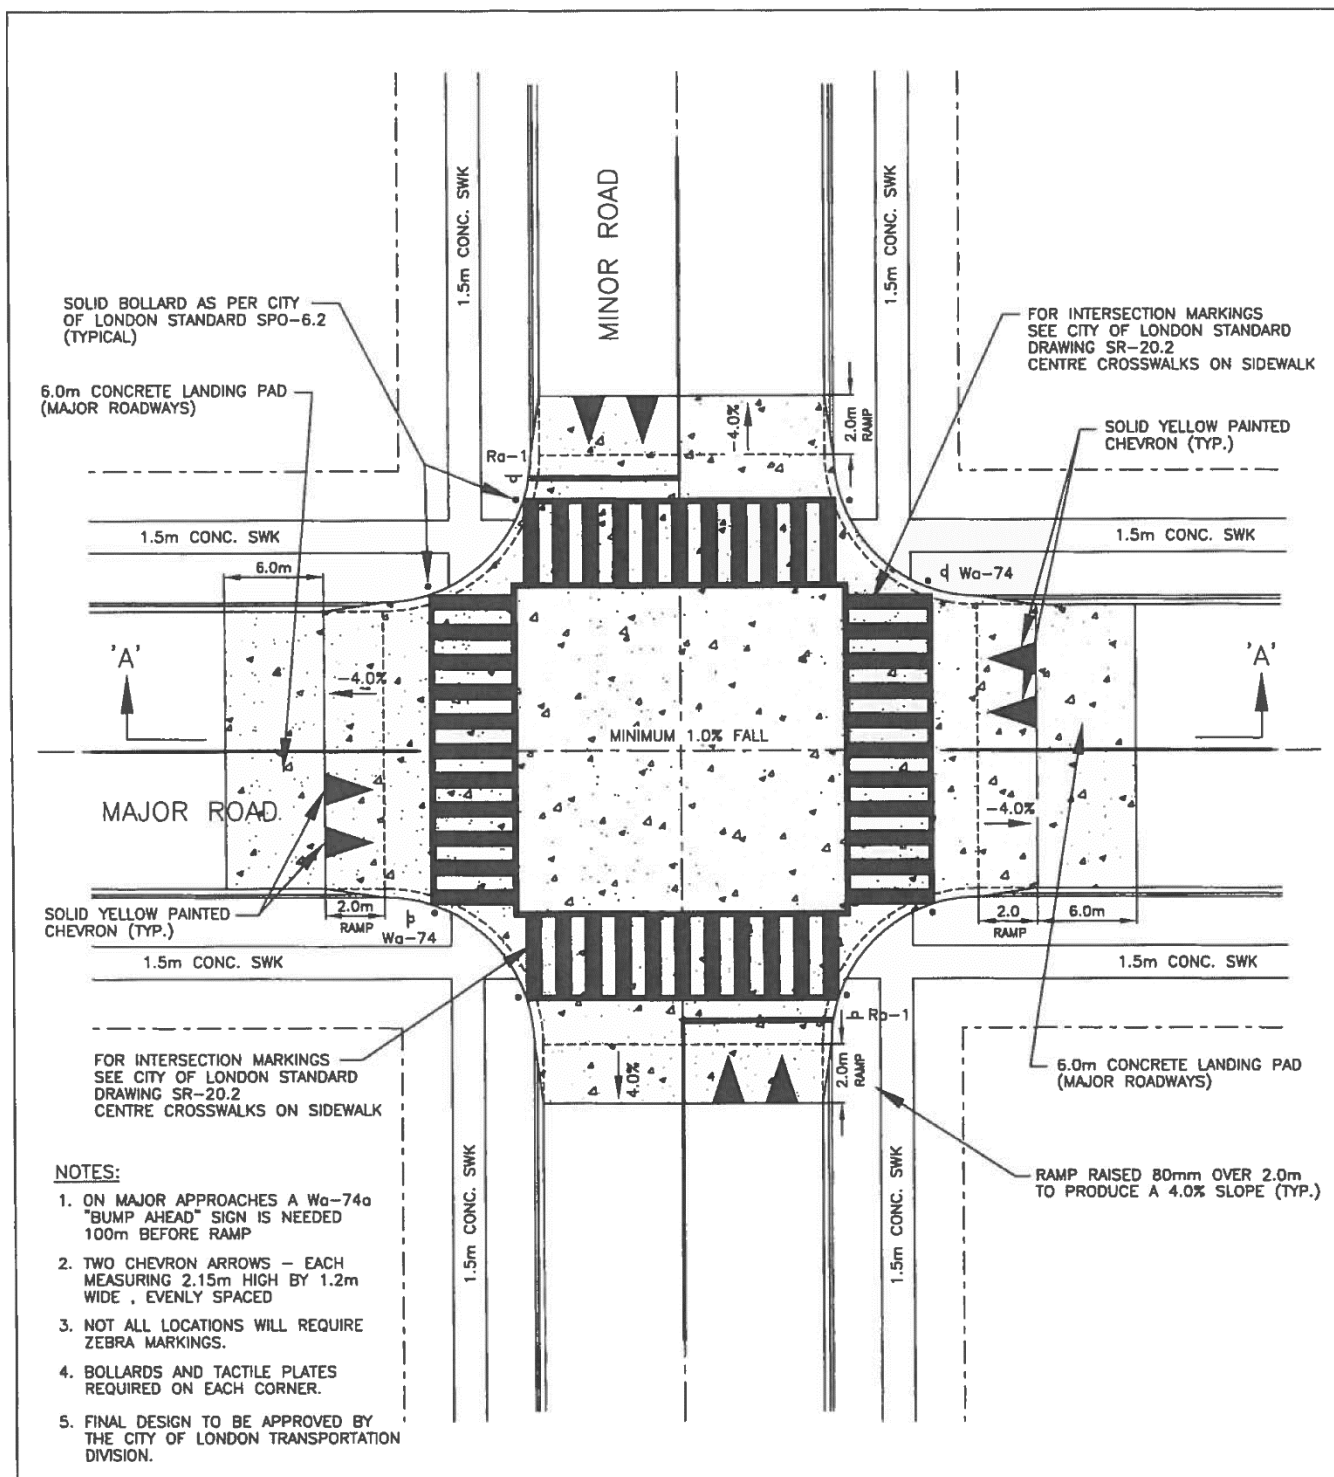 1.5m CONC. SWK
MINOR ROAD
1.5m CONC. SWK
SOLID BOLLARD AS PER CITY
OF LONDON STANDARD SPO-6.2
(TYPICAL)
FOR INTERSECTION MARKINGS
SEE CITY OF LONDON STANDARD
DRAWING SR-20.2
CENTRE CROSSWALKS ON SIDEWALK
6.0m CONCRETE LANDING PAD
(MAJOR ROADWAYS)
-4.0%
2.0m
RAMP
SOLID YELLOW PAINTED
CHEVRON (TYP.)
Ra-1
1.5m CONC. SWK
1.5m CONC. SWK
6.0m
Wa-74
'A'
-4.0%
'A'
MINIMUM 1.0% FALL
MAJOR ROAD
-4.0%
SOLID YELLOW PAINTED
CHEVRON (TYP.)
2.0m
RAMP
Wa-74
2.0
RAMP
6.0m
1.5m CONC. SWK
1.5m CONC. SWK
Ra-1
FOR INTERSECTION MARKINGS
SEE CITY OF LONDON STANDARD
DRAWING SR-20.2
CENTRE CROSSWALKS ON SIDEWALK
4.0%
2.0m
RAMP
6.0m CONCRETE LANDING PAD
(MAJOR ROADWAYS)
1.5m CONC. SWK
1.5m CONC. SWK
RAMP RAISED 80mm OVER 2.0m
TO PRODUCE A 4.0% SLOPE (TYP.)
NOTES:
1. ON MAJOR APPROACHES A Wa-74a
"BUMP AHEAD" SIGN IS NEEDED
100m BEFORE RAMP
2. TWO CHEVRON ARROWS - EACH
MEASURING 2.15m HIGH BY 1.2m
WIDE , EVENLY SPACED
3. NOT ALL LOCATIONS WILL REQUIRE
ZEBRA MARKINGS.
4. BOLLARDS AND TACTILE PLATES
REQUIRED ON EACH CORNER.
5. FINAL DESIGN TO BE APPROVED BY
THE CITY OF LONDON TRANSPORTATION
DIVISION.